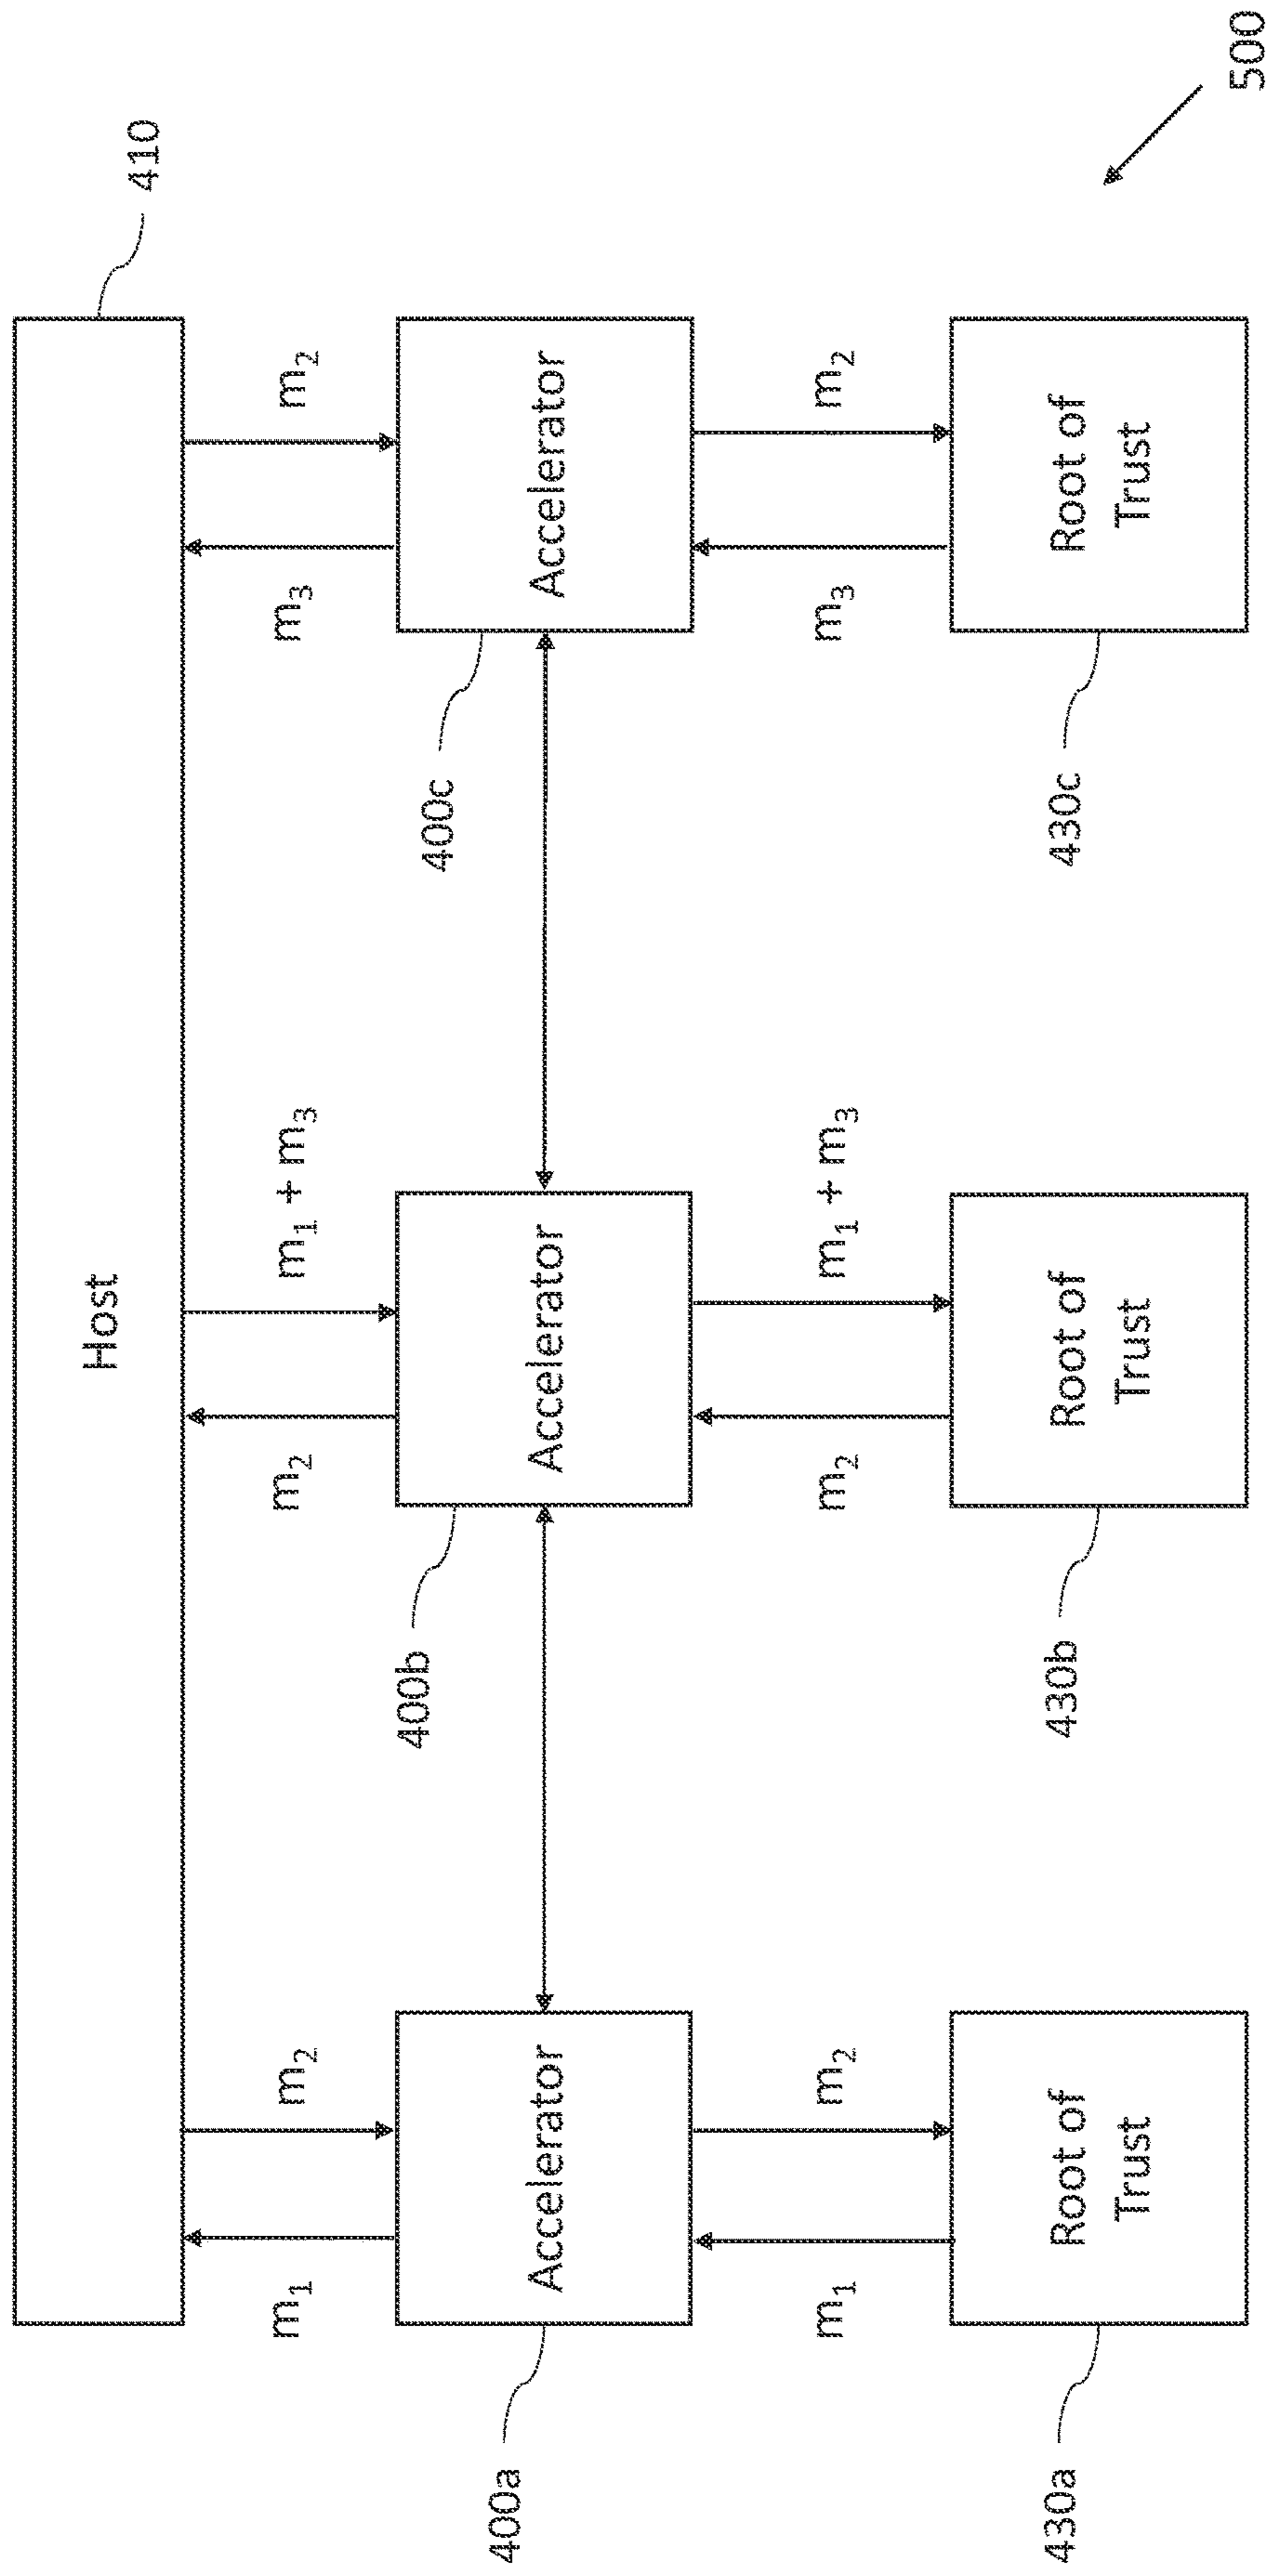 500
410
Host
m₁
m₂
m₂
m₁ + m₃
m₃
m₂
400a
Accelerator
400b
Accelerator
400c
Accelerator
m₁
m₂
m₂
m₁ + m₃
m₃
m₂
430a
Root of
Trust
430b
Root of
Trust
430c
Root of
Trust